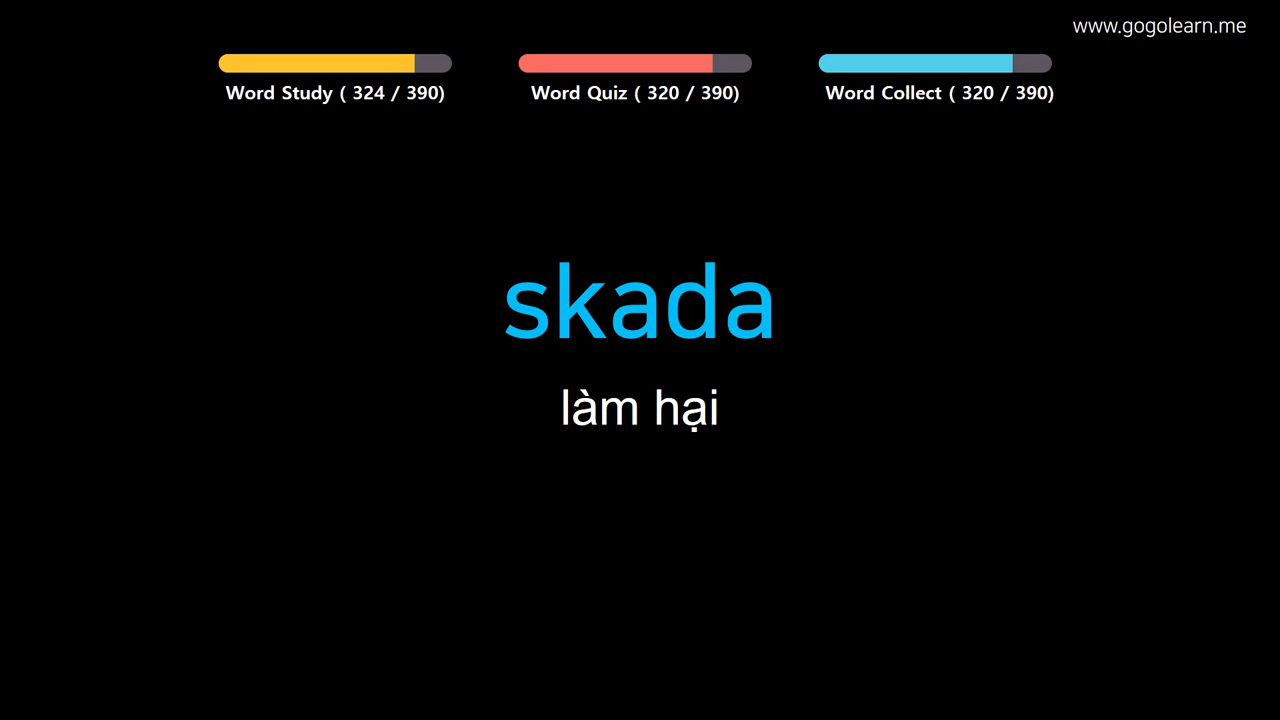 www.gogolearn.me
Word Study ( 324 / 390)
Word Quiz ( 320 / 390)
Word Collect ( 320 / 390)
skada
làm hại